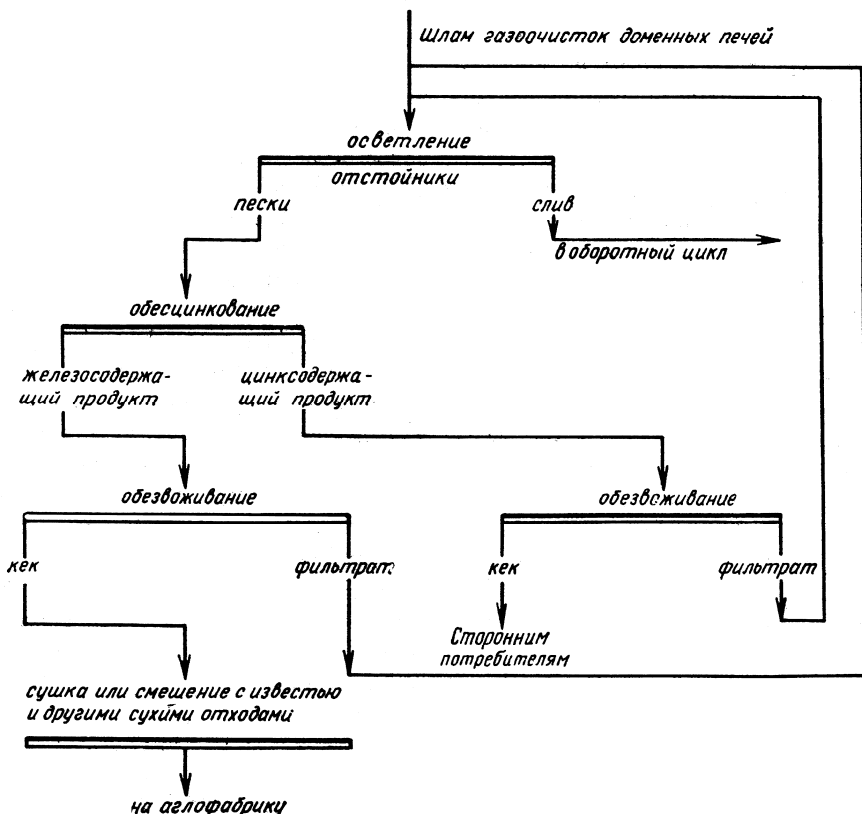 Шлам газоочисток доменных печей
осветление
отстойники
пески
слив
в оборотный цикл
обесцинкование
железосодержа-
щий продукт
цинксодержа-
щий продукт
обезвоживание
обезвоживание
кек
фильтрат
кек
фильтрат
Сторонним
потребителям
сушка или смешение с известью
и другими сухими отходами
на аглофабрику